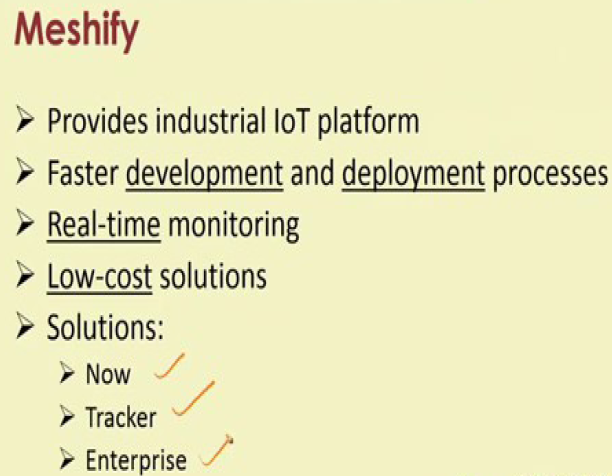 Meshify
➢ Provides industrial IoT platform
➢ Faster development and deployment processes
➢ Real-time monitoring
➢ Low-cost solutions
➢ Solutions:
➢ Now
➢ Tracker
➢ Enterprise